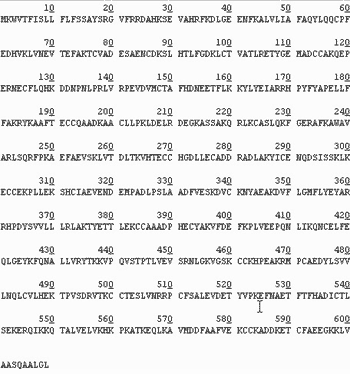 10 20 30 40 50 60
MKWVTFISLL FLFSSAYSRG VFRRDAHKSE VAHRFKDLGE ENFKALVLIA FAQYLQQCPF
70 80 90 100 110 120
EDHVKLVNEV TEFAKTCVAD ESAENCDKSL HTLFGDKLCT VATLRETYGE MADCCAKQEP
130 140 150 160 170 180
ERNECFLQHK DDNPNLPRLV RPEVDVMCTA FHDNEETFLK KYLYEIARRH PYFYAPELLF
190 200 210 220 230 240
FAKRYKAAFT ECCQAADKAA CLLPKLDELR DEGKASSAKQ RLKCASLQKF GERAFKAWAV
250 260 270 280 290 300
ARLSQRFPKA EFAEVSKLVT DLTKVHTECC HGDLLECADD RADLAKYICE NQDSISSKLK
310 320 330 340 350 360
ECCEKPLLEK SHCIAEVEND EMPADLPSLA ADFVESKDVC KNYAEAKDVF LGMFLYEYAR
370 380 390 400 410 420
RHPDYSVVLL LRLAKTYETT LEKCCAAADP HECYAKVFDE FKPLVEEPQN LIKQNCELFE
430 440 450 460 470 480
QLGEYKFQNA LLVRYTKKVP QVSTPTLVEV SRNLGKVGSK CCKHPEAKRM PCAEDYLSVV
490 500 510 520 530 540
LNQLCVLHEK TPVSDRVTKC CTESLVNRRP CFSALEVDET YVPKEFNAET FTFHADICTL
550 560 570 580 590 600
SEKERQIKKQ TALVELVKHK PKATKEQLKA VMDDFAAFVE KCCKADDKET CFAEEGKKLV
AASQAALGL